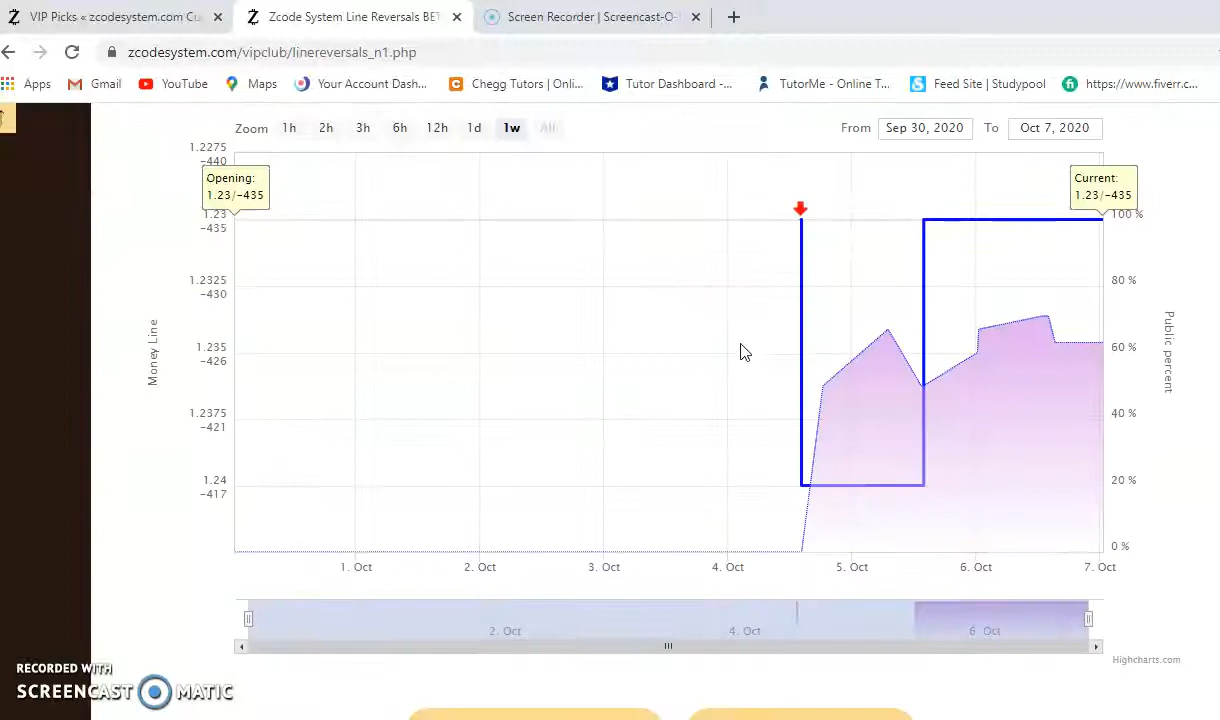 VIP Picks « zcodesystem.com Cu
Zcode System Line Reversals BET
Screen Recorder | Screencast-O-
zcodesystem.com/vipclub/linereversals_n1.php
Apps
Gmail
YouTube
Maps
Your Account Dash...
Chegg Tutors | Onli...
Tutor Dashboard -...
TutorMe - Online T...
Feed Site | Studypool
https://www.fiverr.c...
Zoom 1h 2h 3h 6h 12h 1d 1w All
From Sep 30, 2020 To Oct 7, 2020
1.2275
-440
Opening:
1.23/-435
Current:
1.23/-435
1.23
-435
100 %
1.2325
-430
80 %
1.235
-426
60 %
1.2375
-421
40 %
1.24
-417
20 %
0 %
Money Line
Public percent
1. Oct 2. Oct 3. Oct 4. Oct 5. Oct 6. Oct 7. Oct
2. Oct 4. Oct 6. Oct
Highcharts.com
RECORDED WITH
SCREENCAST MATIC